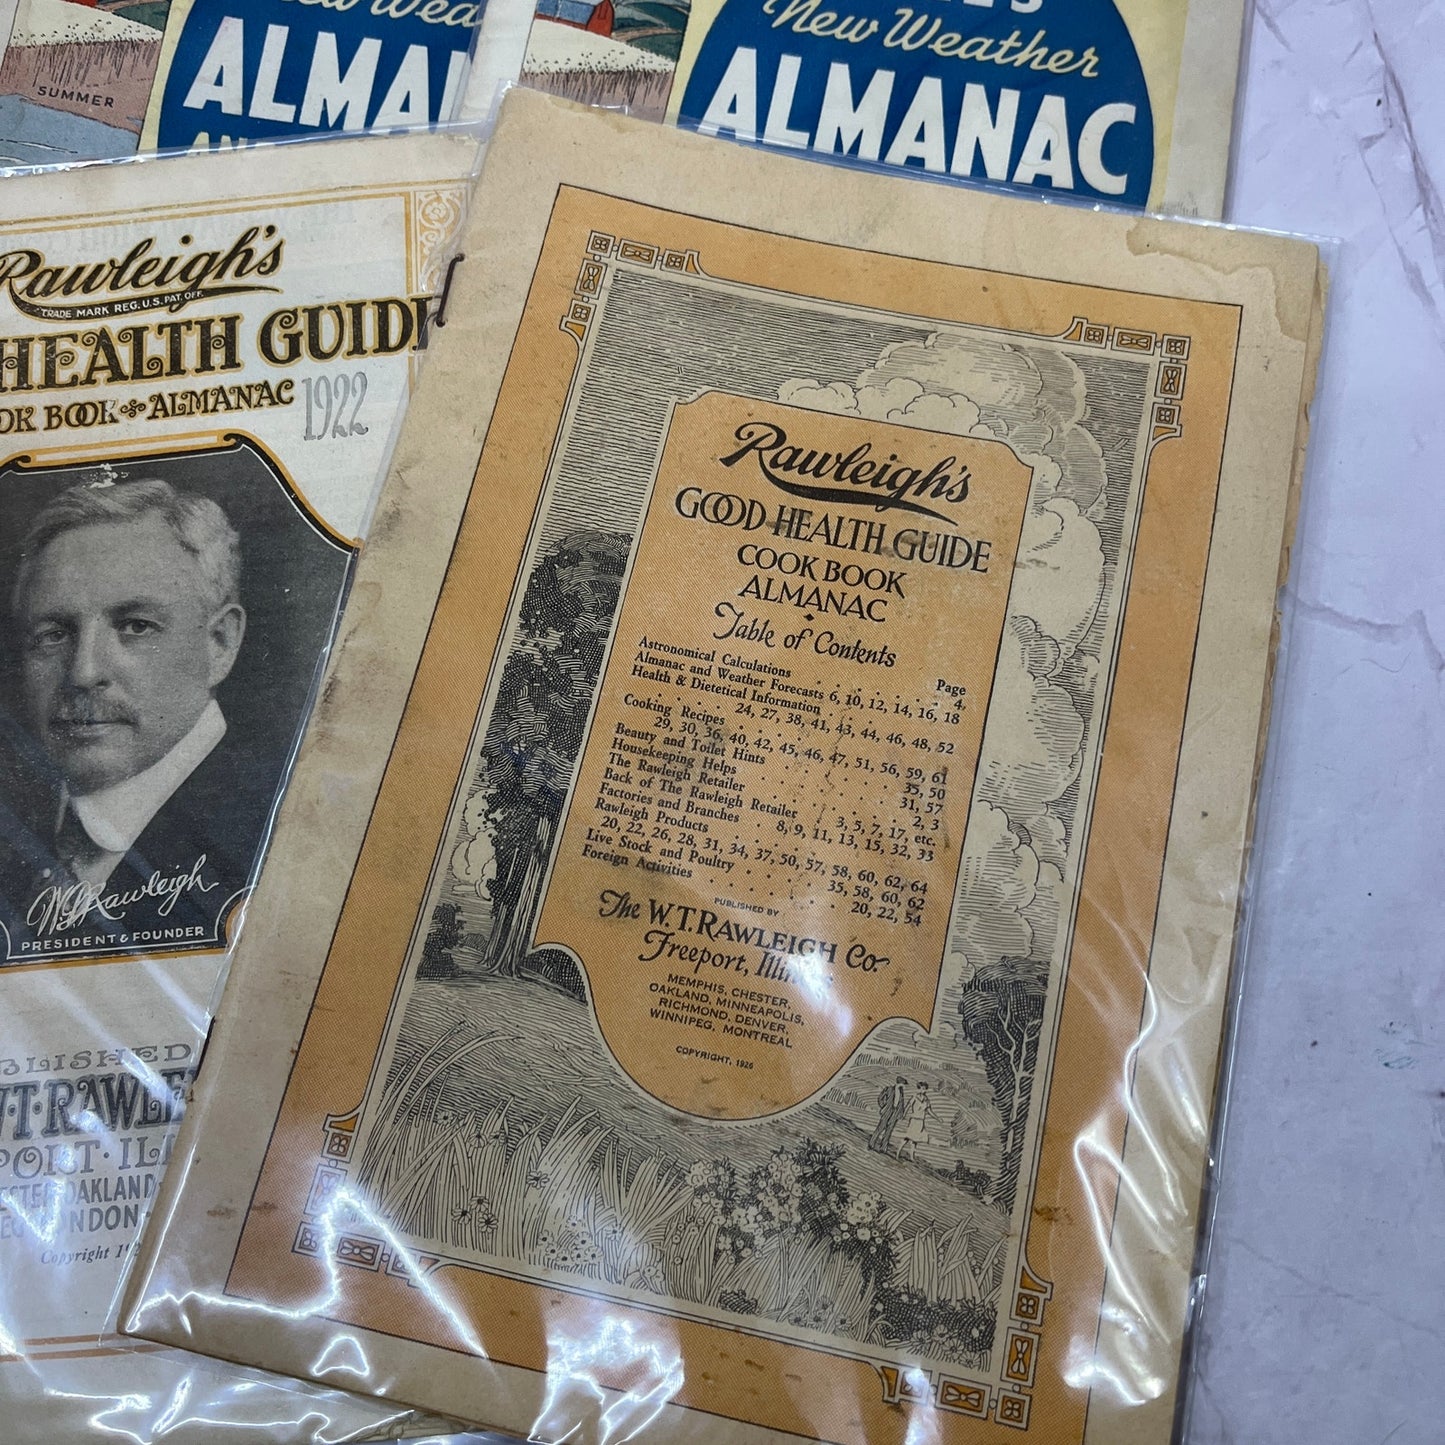 SUMMER
New Weather
ALMANAC
New Weather
ALMANAC
Rawleigh's
TRADE MARK REG. U.S. PAT. OFF.
HEALTH GUIDE
BOOK ALMANAC 1922
W.T. Rawleigh
PRESIDENT & FOUNDER
OAKLAND
LONDON
Copyright
Rawleigh's
GOOD HEALTH GUIDE
COOK BOOK
ALMANAC
Table of Contents
Page
Astronomical Calculations . . . . . . 4
Almanac and Weather Forecasts 6, 10, 12, 14, 16, 18
Health & Dietetical Information . . . . . .
24, 27, 38, 41, 43, 44, 46, 48, 52
Cooking Recipes . . . . . . . . .
29, 30, 36, 40, 42, 45, 46, 47, 51, 56, 59, 61
Beauty and Toilet Hints . . . . . . 35, 50
Housekeeping Helps . . . . . . . 31, 57
The Rawleigh Retailer . . . . . . . 2, 3
Back of The Rawleigh Retailer . . 3, 5, 7, 17, etc.
Factories and Branches . 8, 9, 11, 13, 15, 32, 33
Rawleigh Products . . . . . . . .
20, 22, 26, 28, 31, 34, 37, 50, 57, 58, 60, 62, 64
Live Stock and Poultry . . . . 35, 58, 60, 62
Foreign Activities . . . . . . . 20, 22, 54
PUBLISHED BY
The W.T. RAWLEIGH Co.
Freeport, Illinois
MEMPHIS, CHESTER,
OAKLAND, MINNEAPOLIS,
RICHMOND, DENVER,
WINNIPEG, MONTREAL
COPYRIGHT, 1926